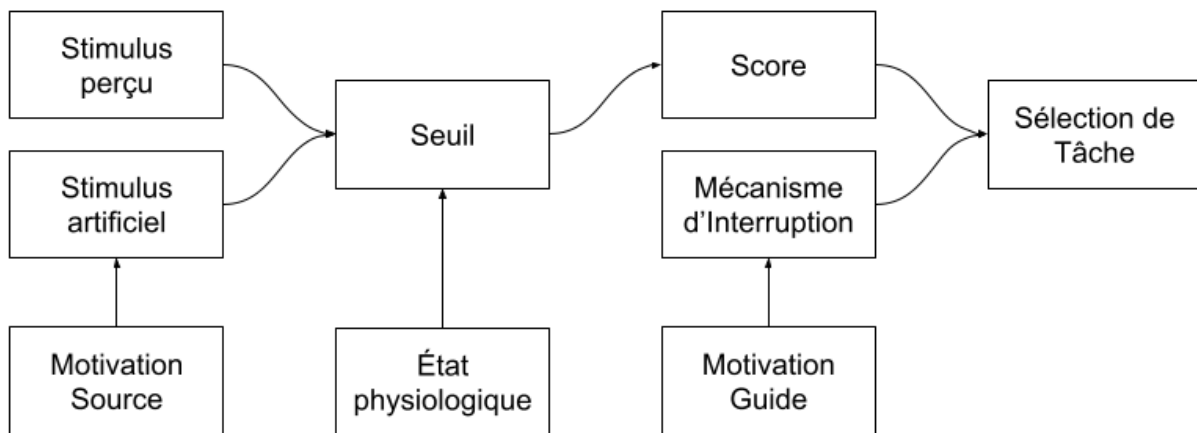 Stimulus
perçu
Stimulus
artificiel
Motivation
Source
Seuil
État
physiologique
Score
Mécanisme
d’Interruption
Motivation
Guide
Sélection de
Tâche